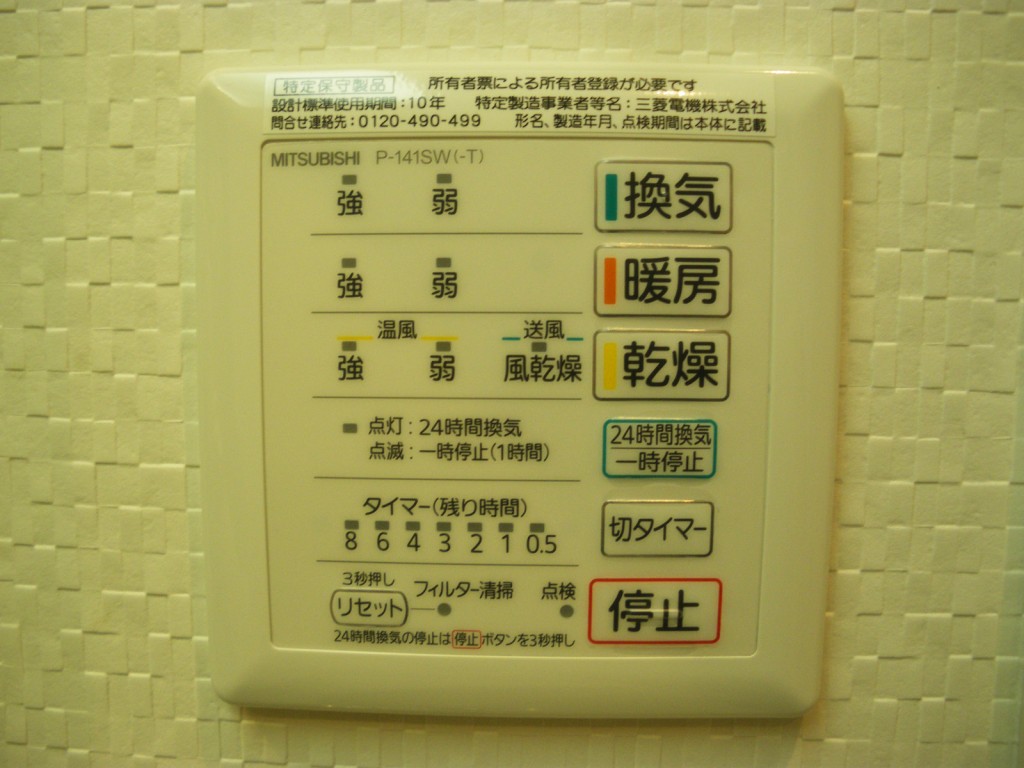 特定保守製品 所有者票による所有者登録が必要です
設計標準使用期間:10年 特定製造事業者等名:三菱電機株式会社
問合せ連絡先:0120-490-499 形名、製造年月、点検期間は本体に記載
MITSUBISHI P-141SW(-T)
強 弱 換気
強 弱 暖房
温風 送風
強 弱 風乾燥 乾燥
点灯:24時間換気
点滅:一時停止(1時間)
24時間換気
一時停止
タイマー(残り時間)
8 6 4 3 2 1 0.5
切タイマー
3秒押し
リセット フィルター清掃 点検
停止
24時間換気の停止は停止ボタンを3秒押し